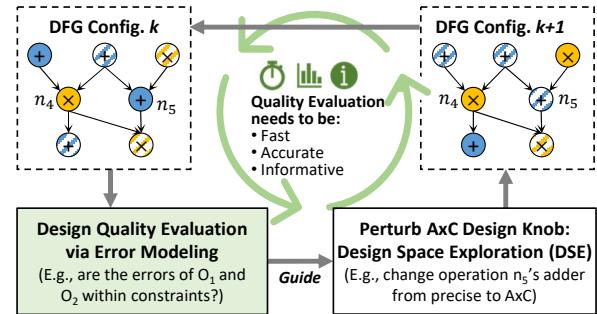 DFG Config. k
+ + ×
n4 × + n5
+ ×
Quality Evaluation
needs to be:
• Fast
• Accurate
• Informative
DFG Config. k+1
+ + ×
n4 × + n5
+ ×
Design Quality Evaluation
via Error Modeling
(E.g., are the errors of O1 and
O2 within constraints?)
Guide
Perturb AxC Design Knob:
Design Space Exploration (DSE)
(E.g., change operation n5's adder
from precise to AxC)